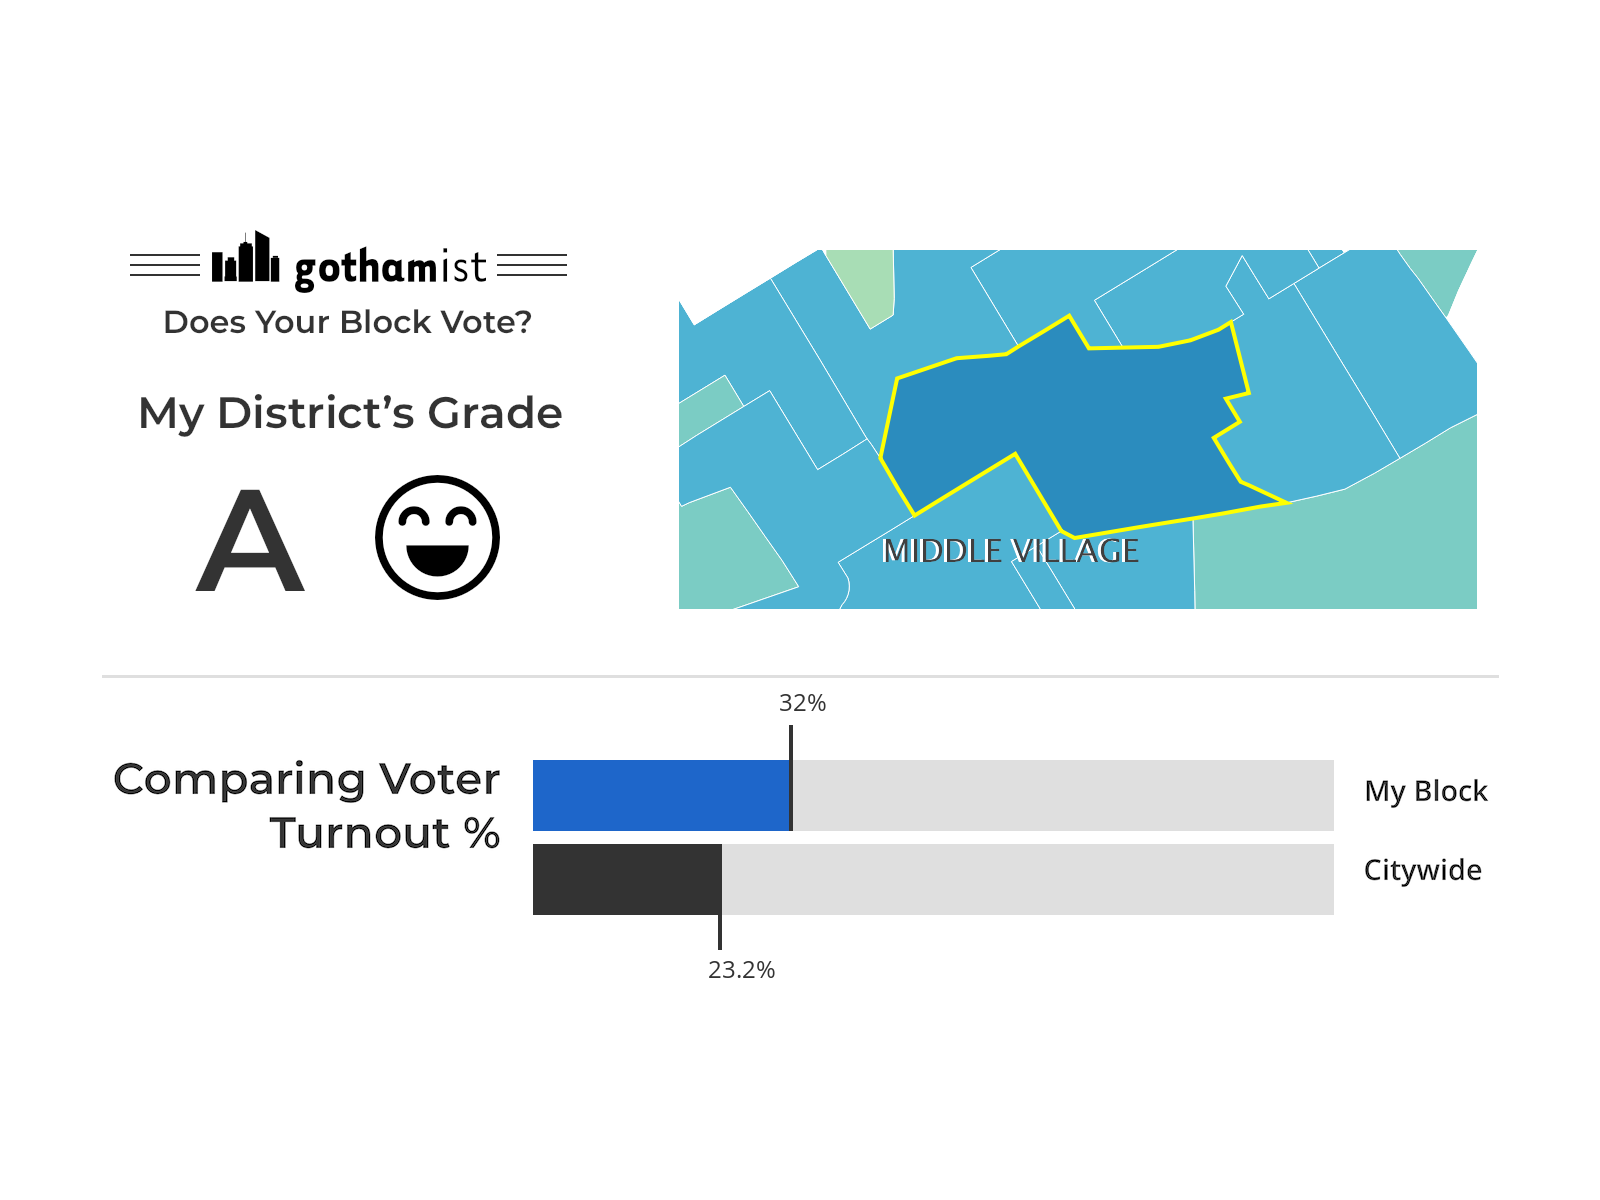 gothamist
Does Your Block Vote?
My District’s Grade
A
MIDDLE VILLAGE
32%
Comparing Voter
Turnout %
My Block
Citywide
23.2%